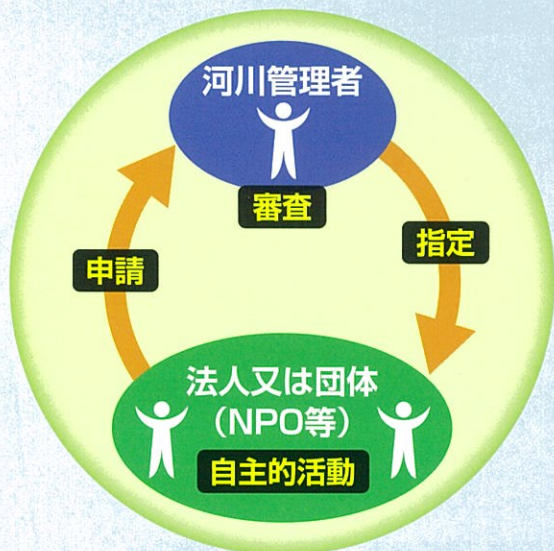 河川管理者
審査
申請
指定
法人又は団体
（NPO等）
自主的活動